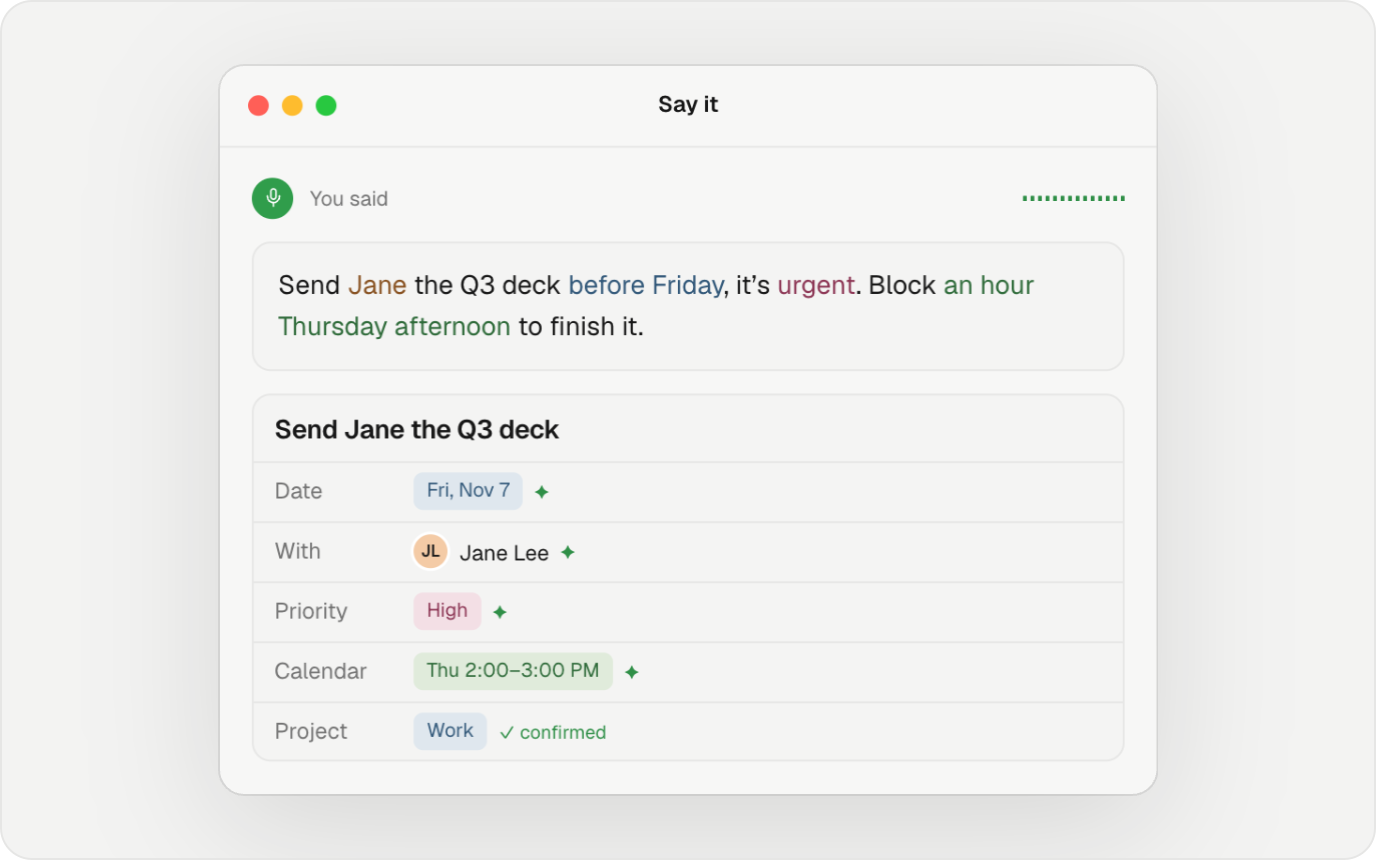 Say it
You said
Send Jane the Q3 deck before Friday, it’s urgent. Block an hour
Thursday afternoon to finish it.
Send Jane the Q3 deck
Date Fri, Nov 7
With JL Jane Lee
Priority High
Calendar Thu 2:00–3:00 PM
Project Work ✓ confirmed